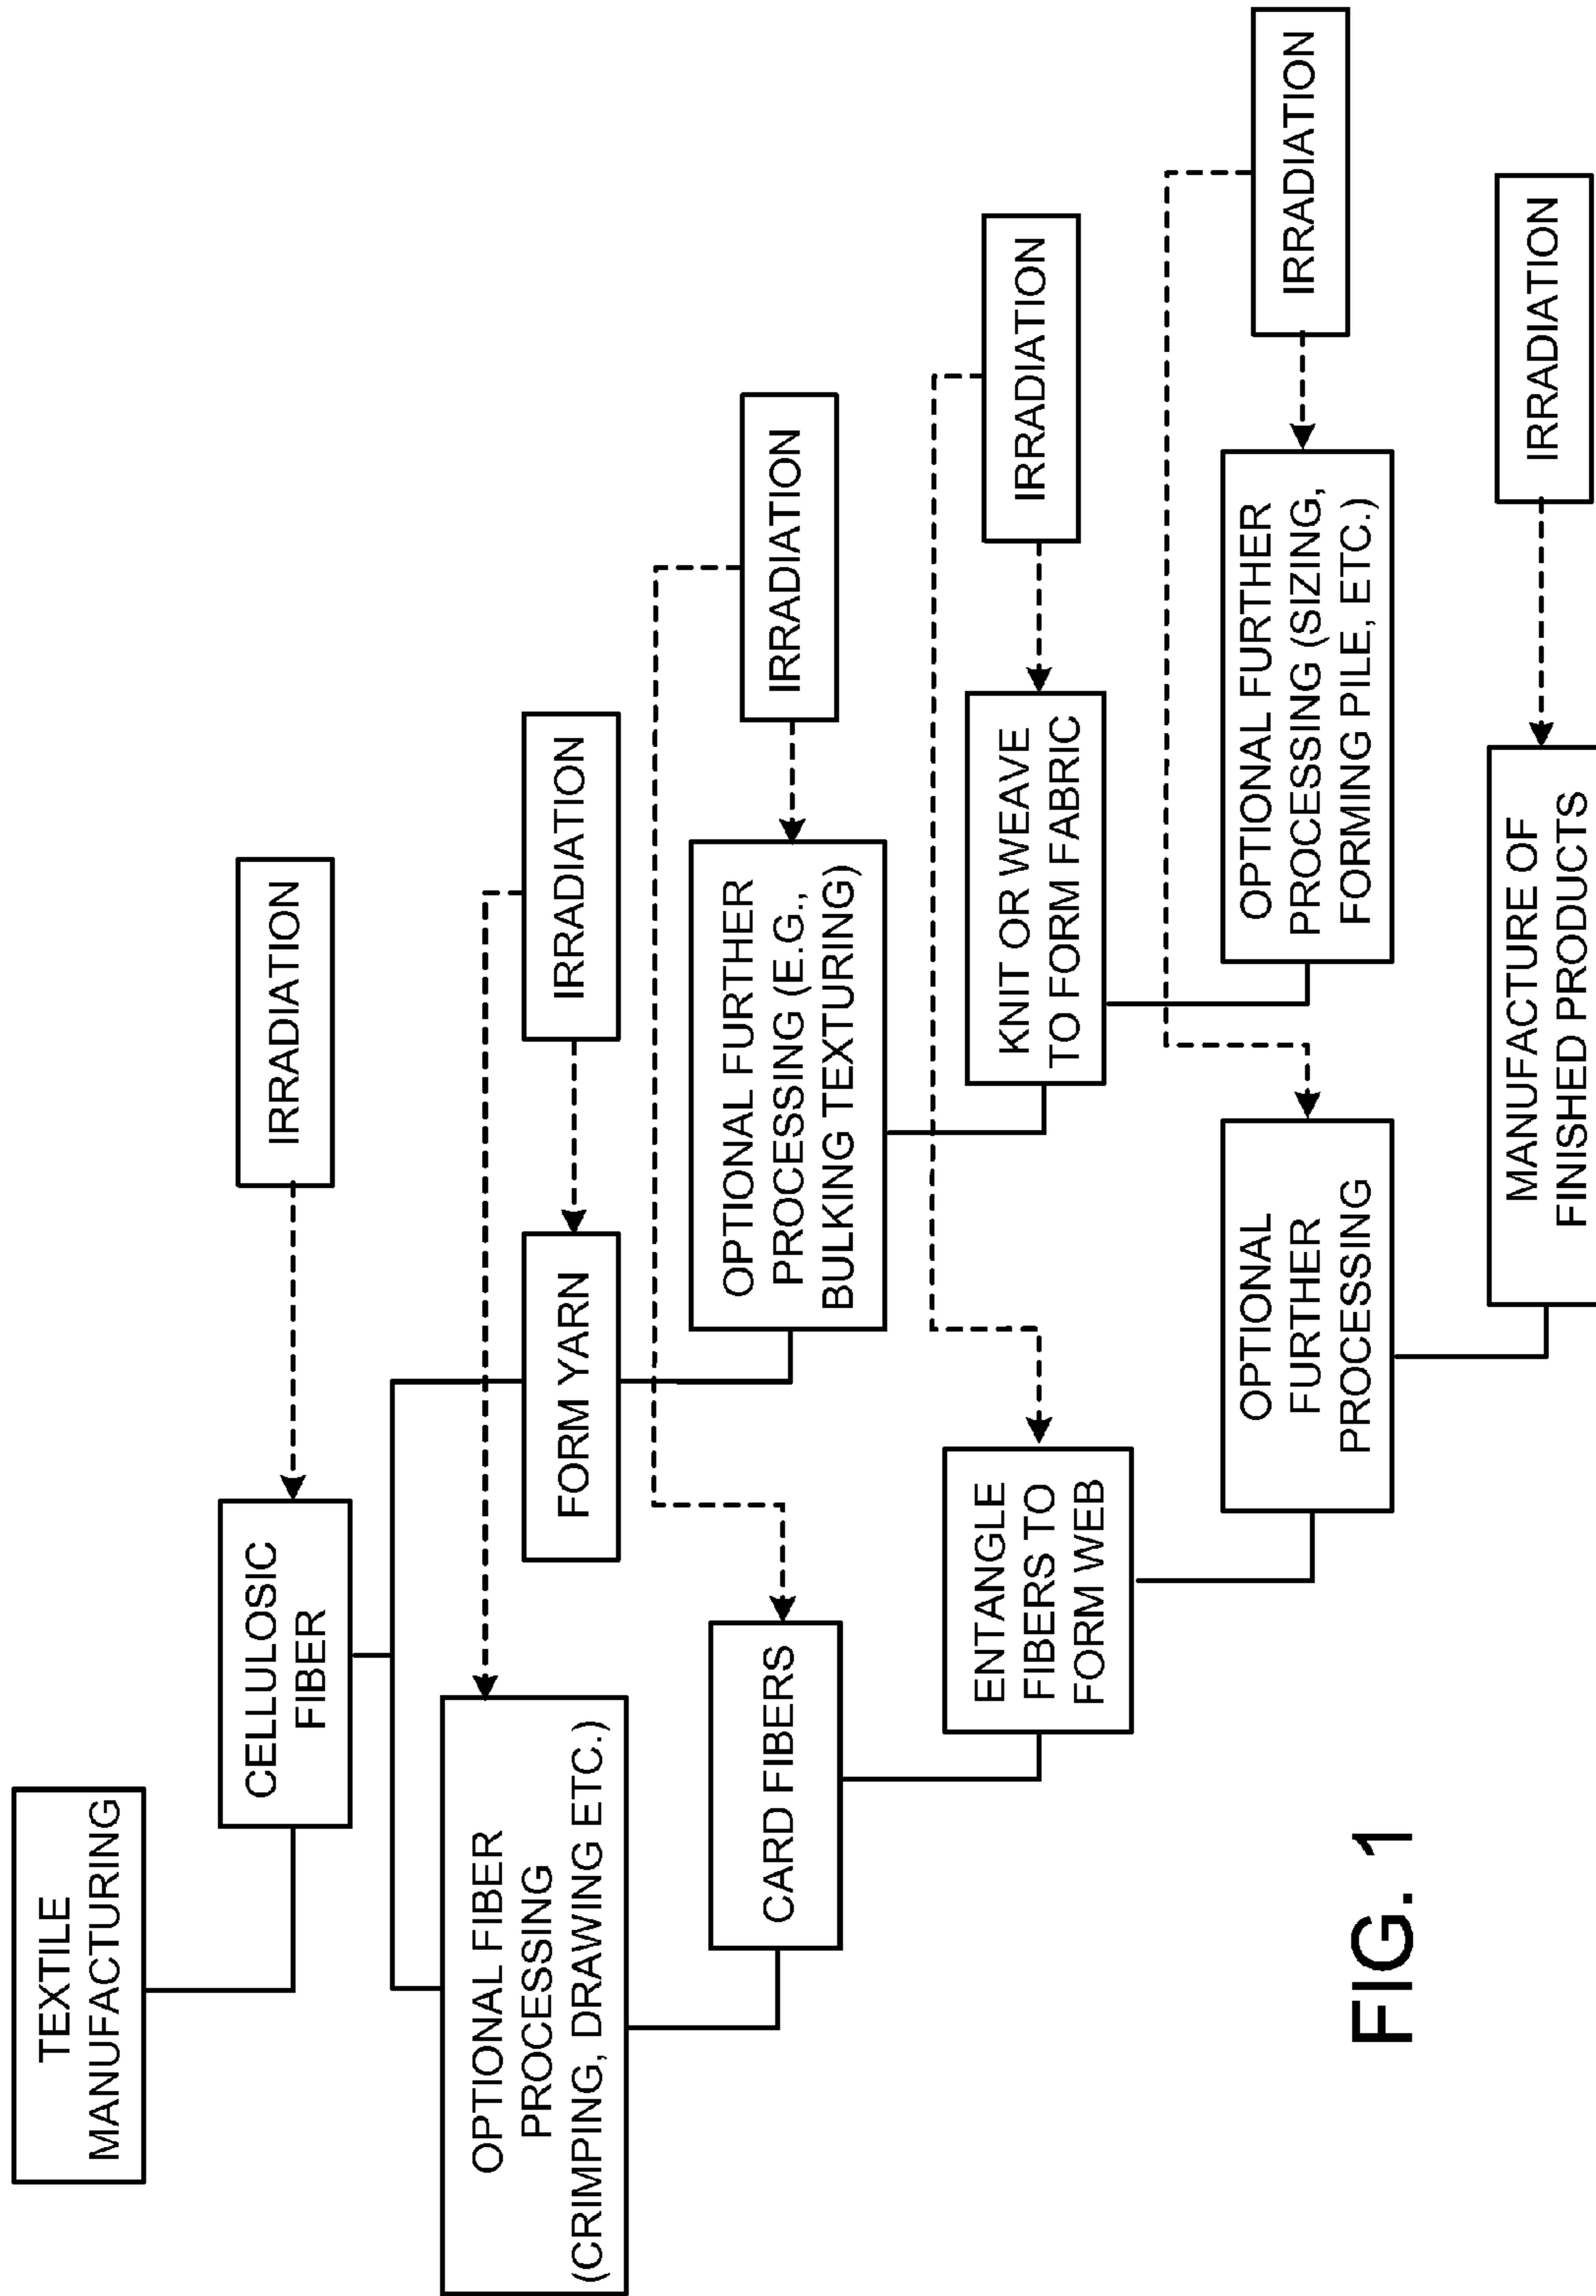 TEXTILE
MANUFACTURING
CELLULOSIC
FIBER
IRRADIATION
OPTIONAL FIBER
PROCESSING
(CRIMPING, DRAWING ETC.)
FORM YARN
IRRADIATION
CARD FIBERS
OPTIONAL FURTHER
PROCESSING (E.G.,
BULKING TEXTURING)
IRRADIATION
ENTANGLE
FIBERS TO
FORM WEB
KNIT OR WEAVE
TO FORM FABRIC
IRRADIATION
OPTIONAL
FURTHER
PROCESSING
OPTIONAL FURTHER
PROCESSING (SIZING,
FORMING PILE, ETC.)
IRRADIATION
MANUFACTURE OF
FINISHED PRODUCTS
IRRADIATION
FIG. 1